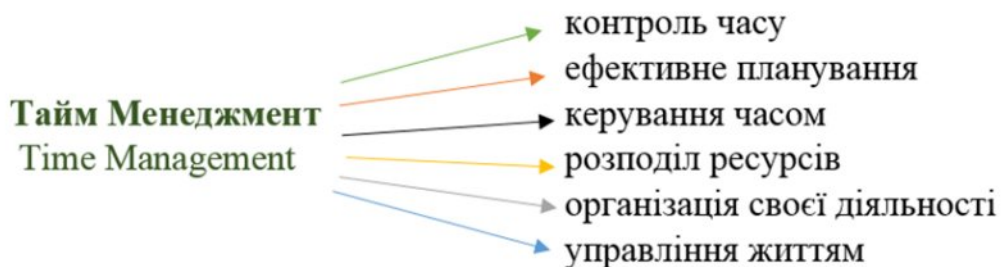 Тайм Менеджмент
Time Management
контроль часу
ефективне планування
керування часом
розподіл ресурсів
організація своєї діяльності
управління життям